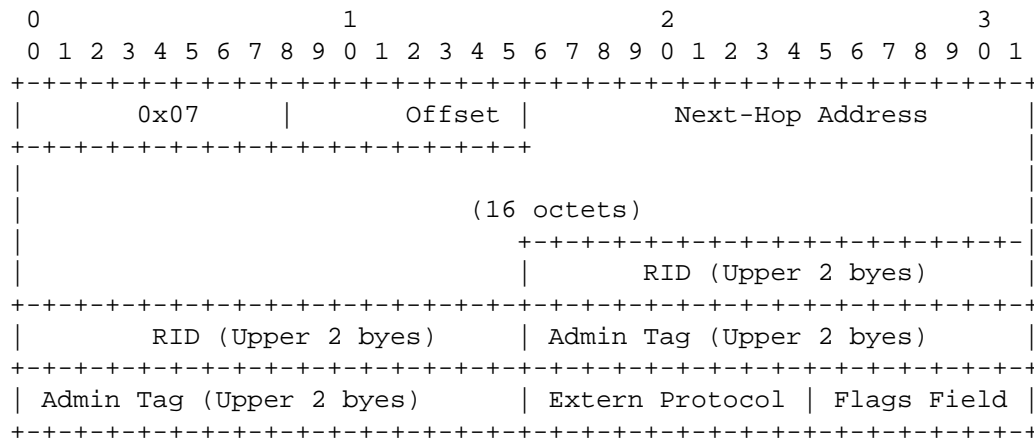 0 1 2 3
0 1 2 3 4 5 6 7 8 9 0 1 2 3 4 5 6 7 8 9 0 1 2 3 4 5 6 7 8 9 0 1
+-+-+-+-+-+-+-+-+-+-+-+-+-+-+-+-+-+-+-+-+-+-+-+-+-+-+-+-+-+-+-+-+
| 0x07 | Offset | Next-Hop Address |
+-+-+-+-+-+-+-+-+-+-+-+-+-+-+-+-+ |
| |
| (16 octets) |
| +-+-+-+-+-+-+-+-+-+-+-+-+-+-+-+-|
| | RID (Upper 2 byes) |
+-+-+-+-+-+-+-+-+-+-+-+-+-+-+-+-+-+-+-+-+-+-+-+-+-+-+-+-+-+-+-+-+
| RID (Upper 2 byes) | Admin Tag (Upper 2 byes) |
+-+-+-+-+-+-+-+-+-+-+-+-+-+-+-+-+-+-+-+-+-+-+-+-+-+-+-+-+-+-+-+-+
| Admin Tag (Upper 2 byes) | Extern Protocol | Flags Field |
+-+-+-+-+-+-+-+-+-+-+-+-+-+-+-+-+-+-+-+-+-+-+-+-+-+-+-+-+-+-+-+-+